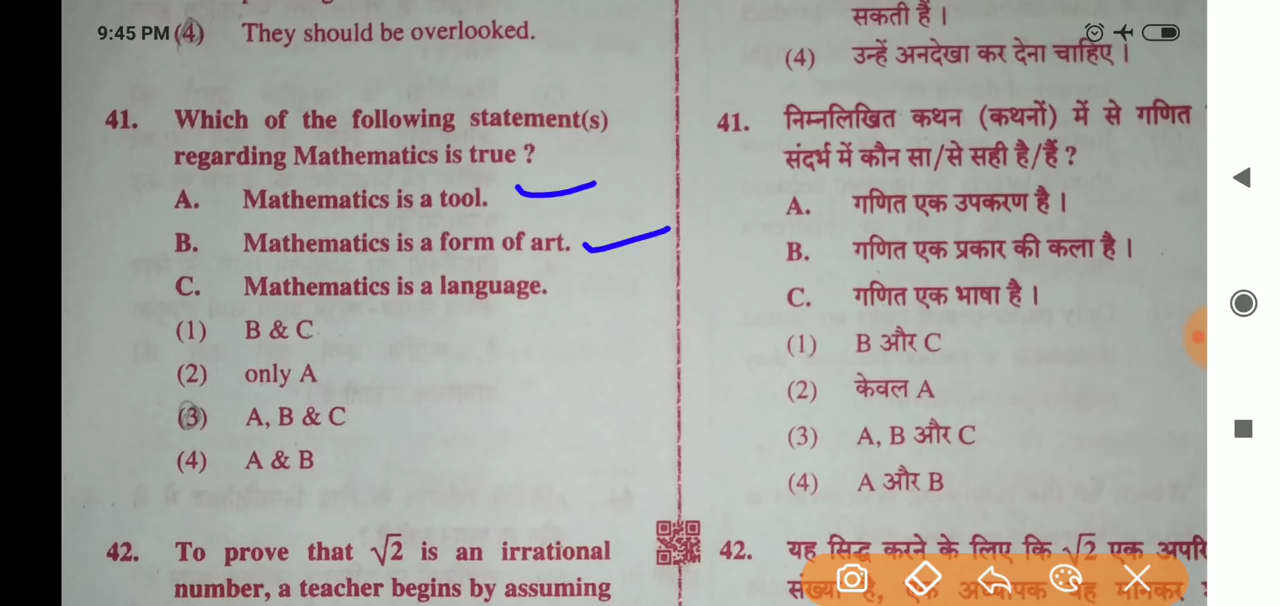 9:45 PM
(4) They should be overlooked.
41. Which of the following statement(s)
regarding Mathematics is true ?
A. Mathematics is a tool.
B. Mathematics is a form of art.
C. Mathematics is a language.
(1) B & C
(2) only A
(3) A, B & C
(4) A & B
42. To prove that √2 is an irrational
number, a teacher begins by assuming
सकती हैं ।
(4) उन्हें अनदेखा कर देना चाहिए ।
41. निम्नलिखित कथन (कथनों) में से गणित
संदर्भ में कौन सा/से सही है/हैं ?
A. गणित एक उपकरण है ।
B. गणित एक प्रकार की कला है ।
C. गणित एक भाषा है ।
(1) B और C
(2) केवल A
(3) A, B और C
(4) A और B
42. यह सिद्ध करने के लिए कि √2 एक